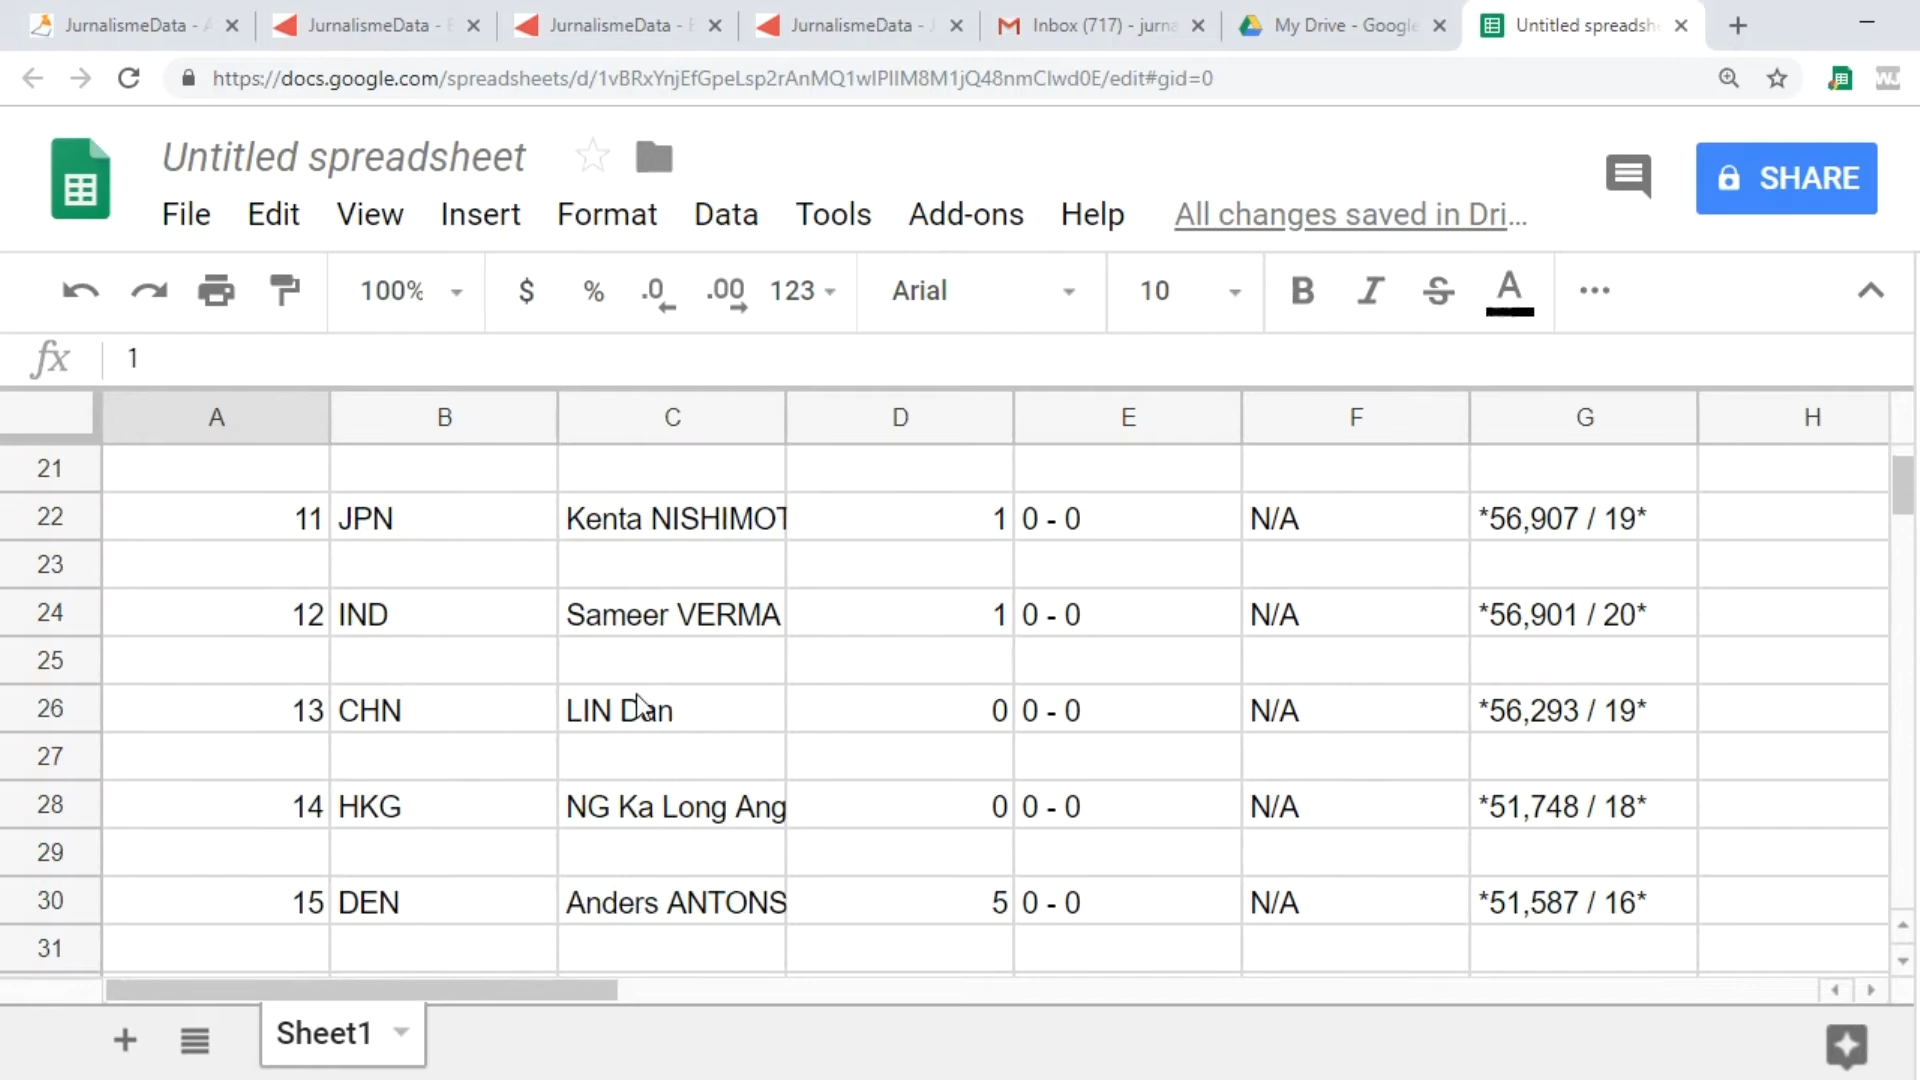 JurnalismeData - JurnalismeData - JurnalismeData - JurnalismeData - Inbox (717) - jurna My Drive - Google Untitled spreadsh
https://docs.google.com/spreadsheets/d/1vBRxYnjEfGpeLsp2rAnMQ1wIPlIM8M1jQ48nmClwd0E/edit#gid=0 WJ
Untitled spreadsheet
SHARE
File Edit View Insert Format Data Tools Add-ons Help All changes saved in Dri...
100% $ % .0 .00 123 Arial 10 B I S A
fx 1
A B C D E F G H
21
22 11 JPN Kenta NISHIMOT 1 0 - 0 N/A *56,907 / 19*
23
24 12 IND Sameer VERMA 1 0 - 0 N/A *56,901 / 20*
25
26 13 CHN LIN Dan 0 0 - 0 N/A *56,293 / 19*
27
28 14 HKG NG Ka Long Ang 0 0 - 0 N/A *51,748 / 18*
29
30 15 DEN Anders ANTONS 5 0 - 0 N/A *51,587 / 16*
31
Sheet1